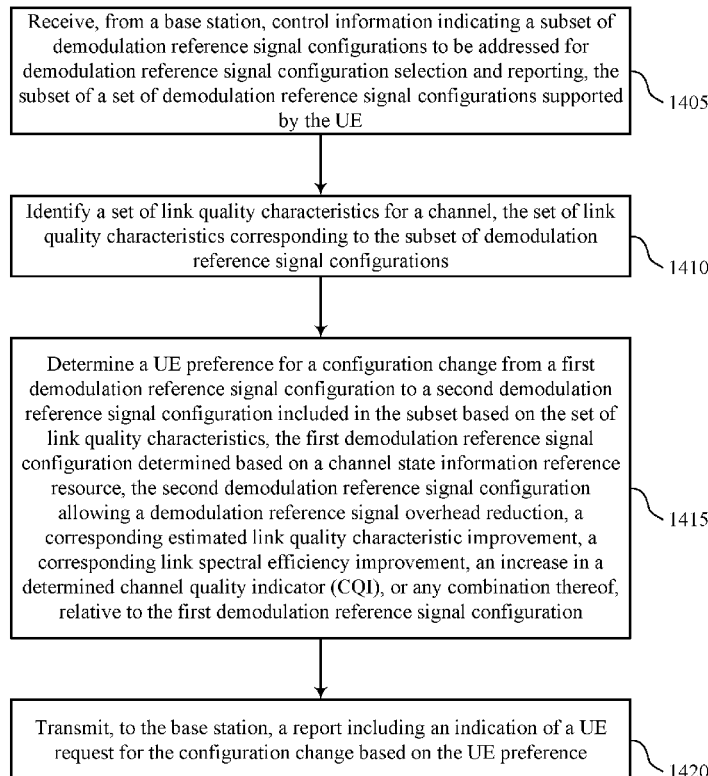 Receive, from a base station, control information indicating a subset of
demodulation reference signal configurations to be addressed for
demodulation reference signal configuration selection and reporting, the
subset of a set of demodulation reference signal configurations supported
by the UE
1405
Identify a set of link quality characteristics for a channel, the set of link
quality characteristics corresponding to the subset of demodulation
reference signal configurations
1410
Determine a UE preference for a configuration change from a first
demodulation reference signal configuration to a second demodulation
reference signal configuration included in the subset based on the set of
link quality characteristics, the first demodulation reference signal
configuration determined based on a channel state information reference
resource, the second demodulation reference signal configuration
allowing a demodulation reference signal overhead reduction, a
corresponding estimated link quality characteristic improvement, a
corresponding link spectral efficiency improvement, an increase in a
determined channel quality indicator (CQI), or any combination thereof,
relative to the first demodulation reference signal configuration
1415
Transmit, to the base station, a report including an indication of a UE
request for the configuration change based on the UE preference
1420